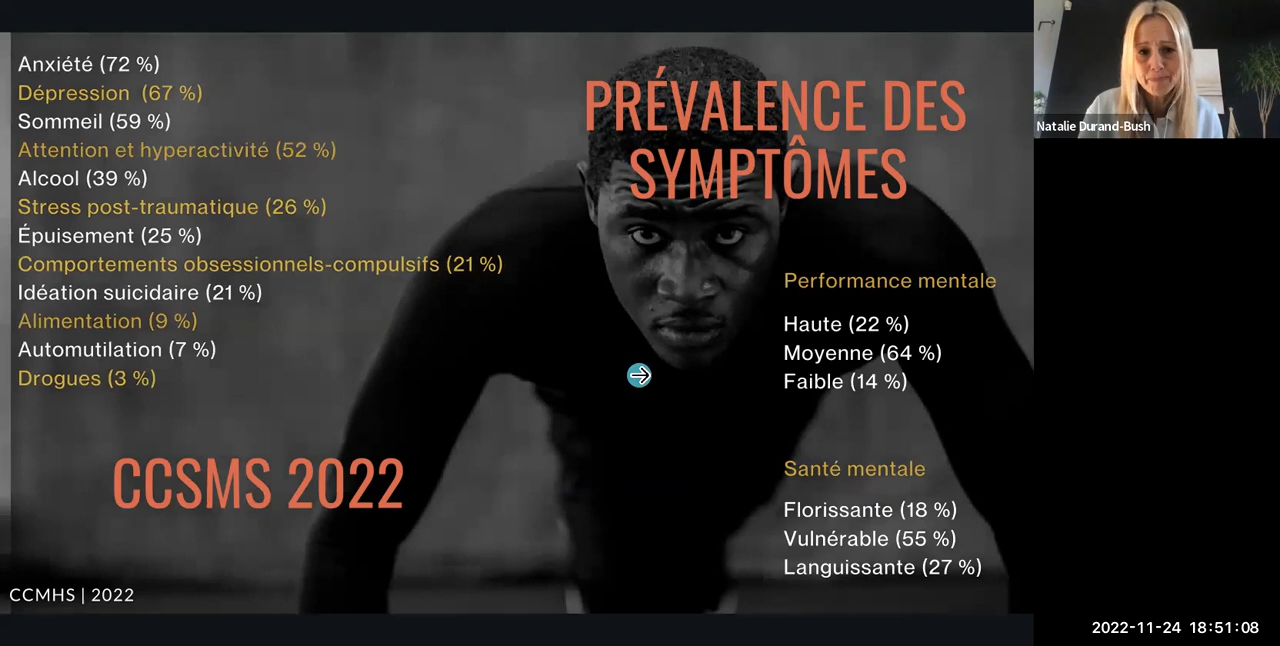 Anxiété (72 %)
Dépression (67 %)
Sommeil (59 %)
Attention et hyperactivité (52 %)
Alcool (39 %)
Stress post-traumatique (26 %)
Épuisement (25 %)
Comportements obsessionnels-compulsifs (21 %)
Idéation suicidaire (21 %)
Alimentation (9 %)
Automutilation (7 %)
Drogues (3 %)
CCSMS 2022
CCMHS | 2022
PRÉVALENCE DES
SYMPTÔMES
Performance mentale
Haute (22 %)
Moyenne (64 %)
Faible (14 %)
Santé mentale
Florissante (18 %)
Vulnérable (55 %)
Languissante (27 %)
Natalie Durand-Bush
2022-11-24 18:51:08